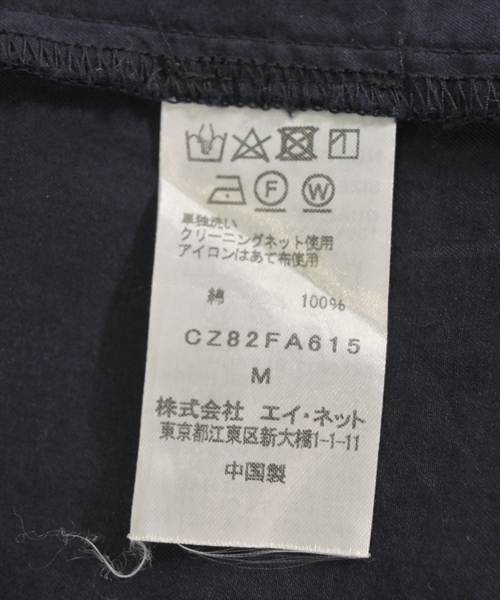 F W
単独洗い
クリーニングネット使用
アイロンはあて布使用
綿 100%
CZ82FA615
M
株式会社 エイ・ネット
東京都江東区新大橋1-1-11
中国製